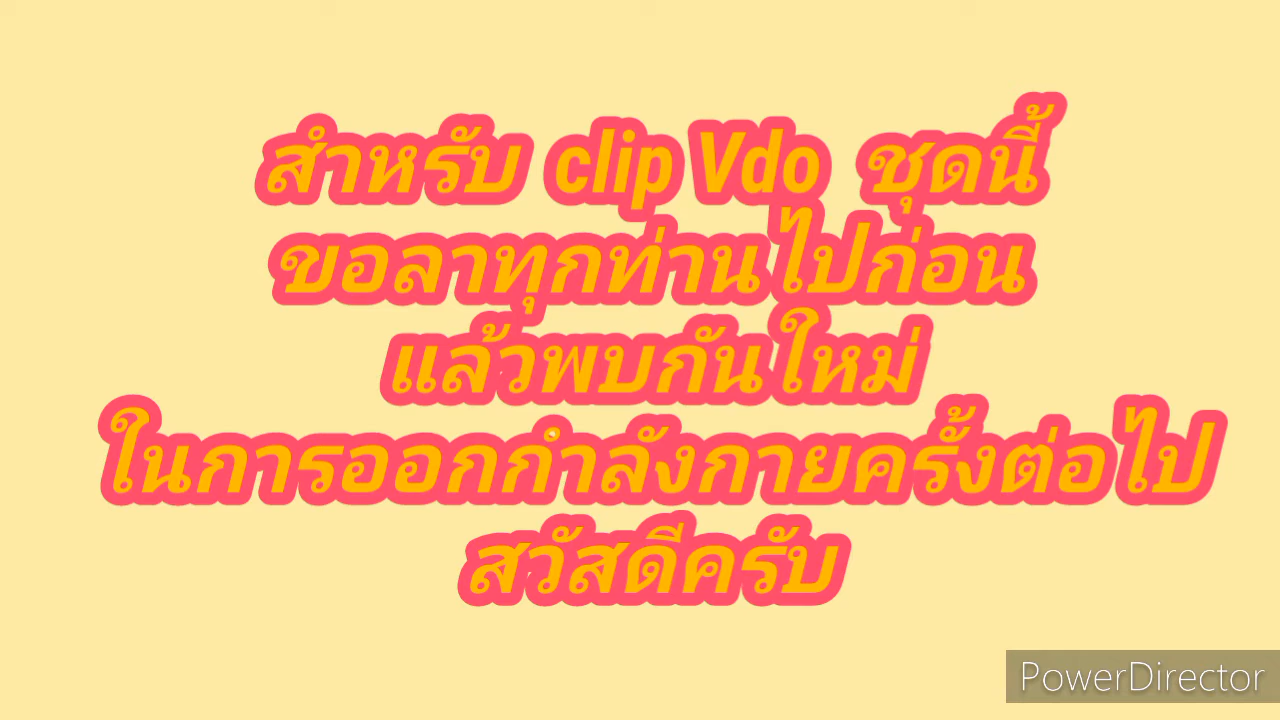 สำหรับ clip Vdo ชุดนี้
ขอลาทุกท่านไปก่อน
แล้วพบกันใหม่
ในการออกกำลังกายครั้งต่อไป
สวัสดีครับ
PowerDirector